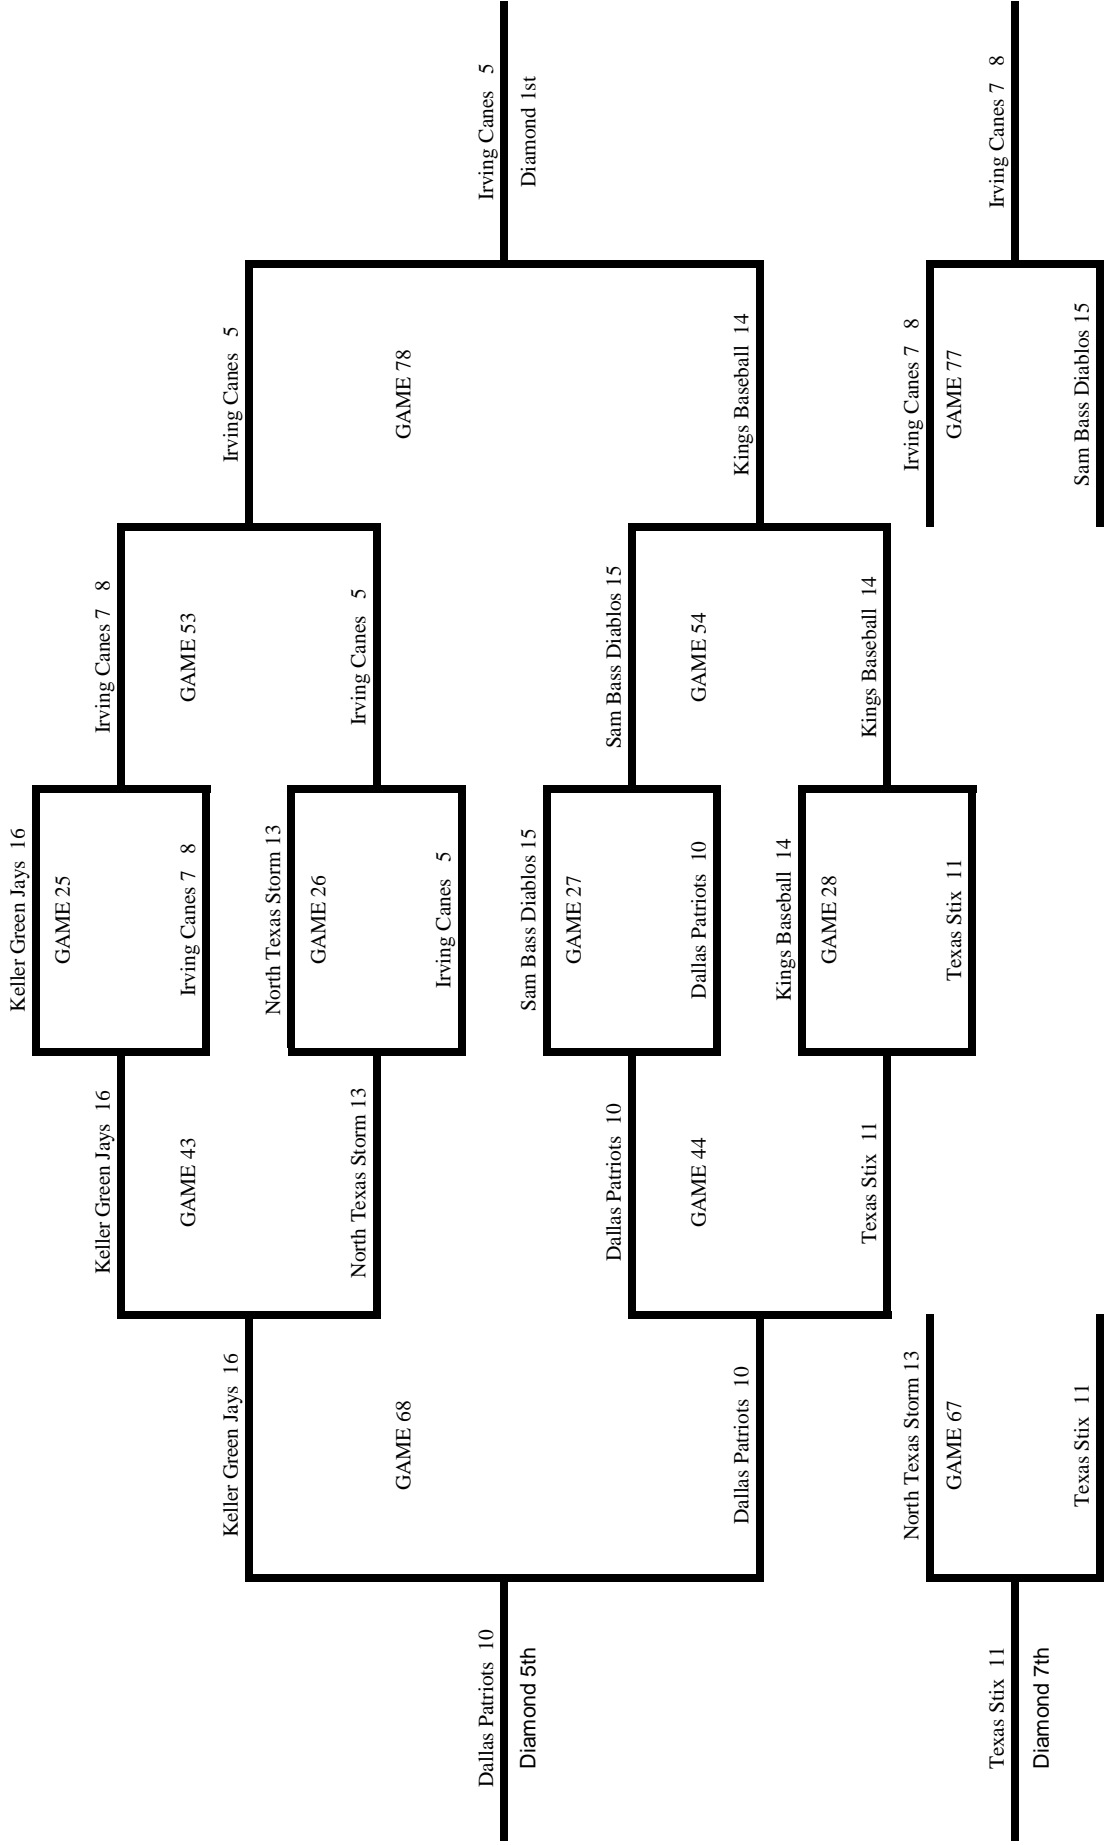 Keller Green Jays 16
GAME 25
Keller Green Jays 16
Irving Canes 7 8
GAME 43
Irving Canes 7 8
GAME 53
Keller Green Jays 16
Irving Canes 5
North Texas Storm 13
GAME 26
North Texas Storm 13
Irving Canes 5
GAME 68
GAME 78
Irving Canes 5
Dallas Patriots 10
Irving Canes 5
Diamond 5th
Sam Bass Diablos 15
Diamond 1st
GAME 27
Dallas Patriots 10
Sam Bass Diablos 15
GAME 44
Dallas Patriots 10
GAME 54
Dallas Patriots 10
Kings Baseball 14
Kings Baseball 14
GAME 28
Texas Stix 11
Kings Baseball 14
North Texas Storm 13
Irving Canes 7 8
GAME 67
Texas Stix 11
GAME 77
Texas Stix 11
Irving Canes 7 8
Diamond 7th
Texas Stix 11
Sam Bass Diablos 15